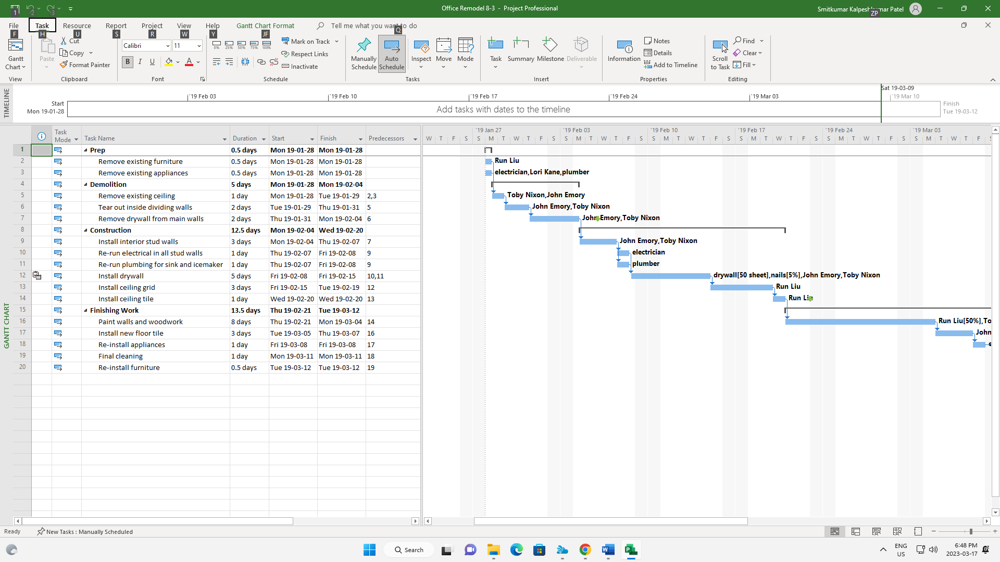 Office Remodel 8-3 - Project Professional
Smitkumar Kalpeshkumar Patel
1 2 3 ZP
File Task Resource Report Project View Help Gantt Chart Format Tell me what you want to do
F H U S R W Y JF Q
Gantt Chart
Paste
Cut
Copy
Format Painter
Calibri 11
B I U A
0% 25% 50% 75% 100%
Mark on Track
Respect Links
Inactivate
Manually Schedule
Auto Schedule
Inspect Move Mode
Task Summary Milestone Deliverable
Information
Notes
Details
Add to Timeline
Scroll to Task
Find
Clear
Fill
View Clipboard Font Schedule Tasks Insert Properties Editing
TIMELINE
Sat 19-03-09
'19 Feb 03 '19 Feb 10 '19 Feb 17 '19 Feb 24 '19 Mar 03 '19 Mar 10
Start
Mon 19-01-28
Add tasks with dates to the timeline
Finish
Tue 19-03-12
GANTT CHART
Task Mode Task Name Duration Start Finish Predecessors
1 Prep 0.5 days Mon 19-01-28 Mon 19-01-28
2 Remove existing furniture 0.5 days Mon 19-01-28 Mon 19-01-28
3 Remove existing appliances 0.5 days Mon 19-01-28 Mon 19-01-28
4 Demolition 5 days Mon 19-01-28 Mon 19-02-04
5 Remove existing ceiling 1 day Mon 19-01-28 Tue 19-01-29 2,3
6 Tear out inside dividing walls 2 days Tue 19-01-29 Thu 19-01-31 5
7 Remove drywall from main walls 2 days Thu 19-01-31 Mon 19-02-04 6
8 Construction 12.5 days Mon 19-02-04 Wed 19-02-20
9 Install interior stud walls 3 days Mon 19-02-04 Thu 19-02-07 7
10 Re-run electrical in all stud walls 1 day Thu 19-02-07 Fri 19-02-08 9
11 Re-run plumbing for sink and icemaker 1 day Thu 19-02-07 Fri 19-02-08 9
12 Install drywall 5 days Fri 19-02-08 Fri 19-02-15 10,11
13 Install ceiling grid 3 days Fri 19-02-15 Tue 19-02-19 12
14 Install ceiling tile 1 day Wed 19-02-20 Wed 19-02-20 13
15 Finishing Work 13.5 days Thu 19-02-21 Tue 19-03-12
16 Paint walls and woodwork 8 days Thu 19-02-21 Mon 19-03-04 14
17 Install new floor tile 3 days Tue 19-03-05 Thu 19-03-07 16
18 Re-install appliances 1 day Fri 19-03-08 Fri 19-03-08 17
19 Final cleaning 1 day Mon 19-03-11 Mon 19-03-11 18
20 Re-install furniture 0.5 days Tue 19-03-12 Tue 19-03-12 19
'19 Jan 27 '19 Feb 03 '19 Feb 10 '19 Feb 17 '19 Feb 24 '19 Mar 03
W T F S S M T W T F S S M T W T F S S M T W T F S S M T W T F S S M T W T F S S M T W T F S
Run Liu
electrician,Lori Kane,plumber
Toby Nixon,John Emory
John Emory,Toby Nixon
John Emory,Toby Nixon
John Emory,Toby Nixon
electrician
plumber
drywall[50 sheet],nails[5%],John Emory,Toby Nixon
Run Liu
Run Liu
Run Liu[50%],To
John
e
Ready New Tasks : Manually Scheduled
Search
ENG
US
6:48 PM
2023-03-17